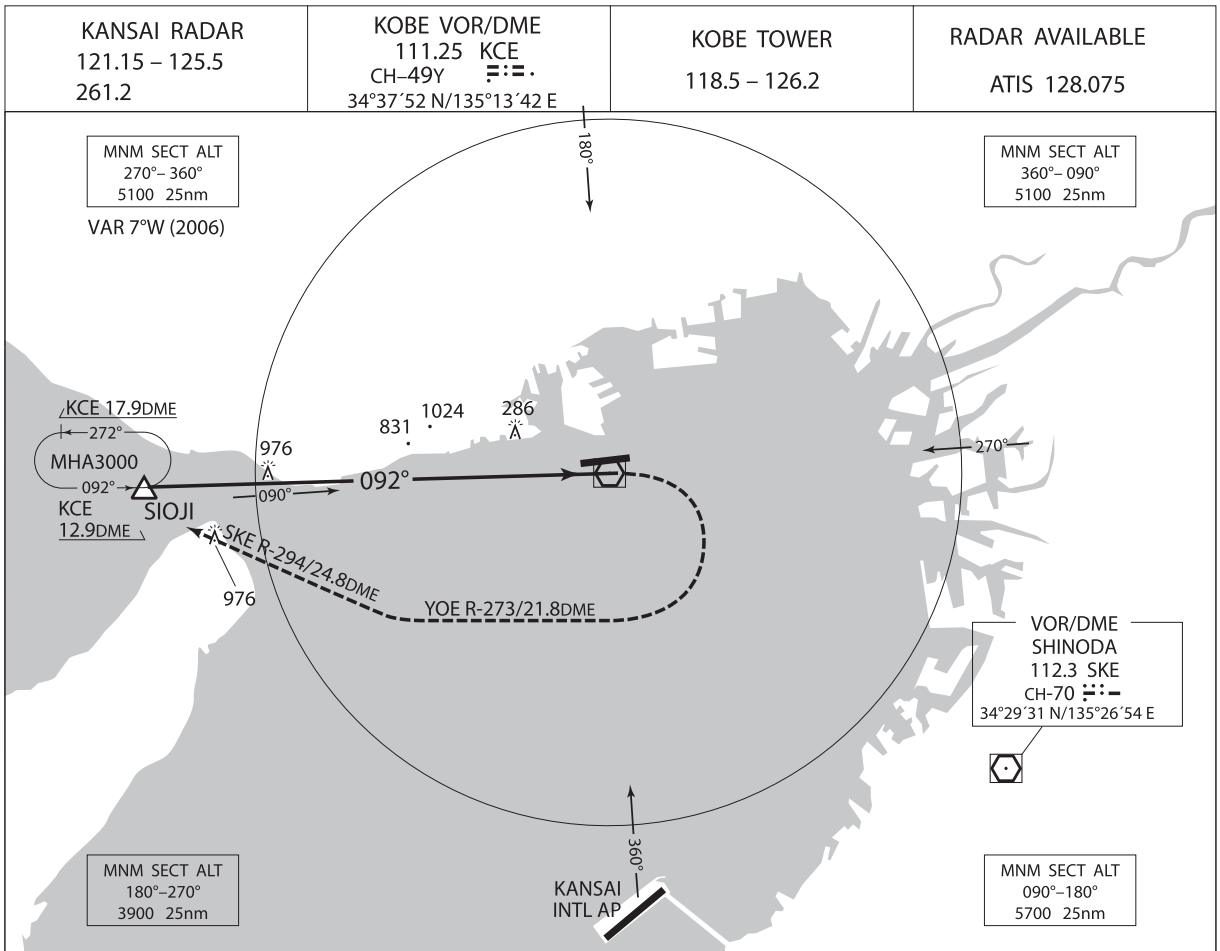 KANSAI RADAR
121.15 – 125.5
261.2
KOBE VOR/DME
111.25 KCE
CH–49Y
34°37´52 N/135°13´42 E
KOBE TOWER
118.5 – 126.2
RADAR AVAILABLE
ATIS 128.075
MNM SECT ALT
270°– 360°
5100 25nm
VAR 7°W (2006)
180°
MNM SECT ALT
360°– 090°
5100 25nm
KCE 17.9DME
272°
MHA3000
092°
KCE
12.9DME
SIOJI
976
831
1024
286
090°
092°
270°
SKE R-294/24.8DME
976
YOE R-273/21.8DME
VOR/DME
SHINODA
112.3 SKE
CH-70
34°29´31 N/135°26´54 E
360°
MNM SECT ALT
180°–270°
3900 25nm
KANSAI
INTL AP
MNM SECT ALT
090°–180°
5700 25nm